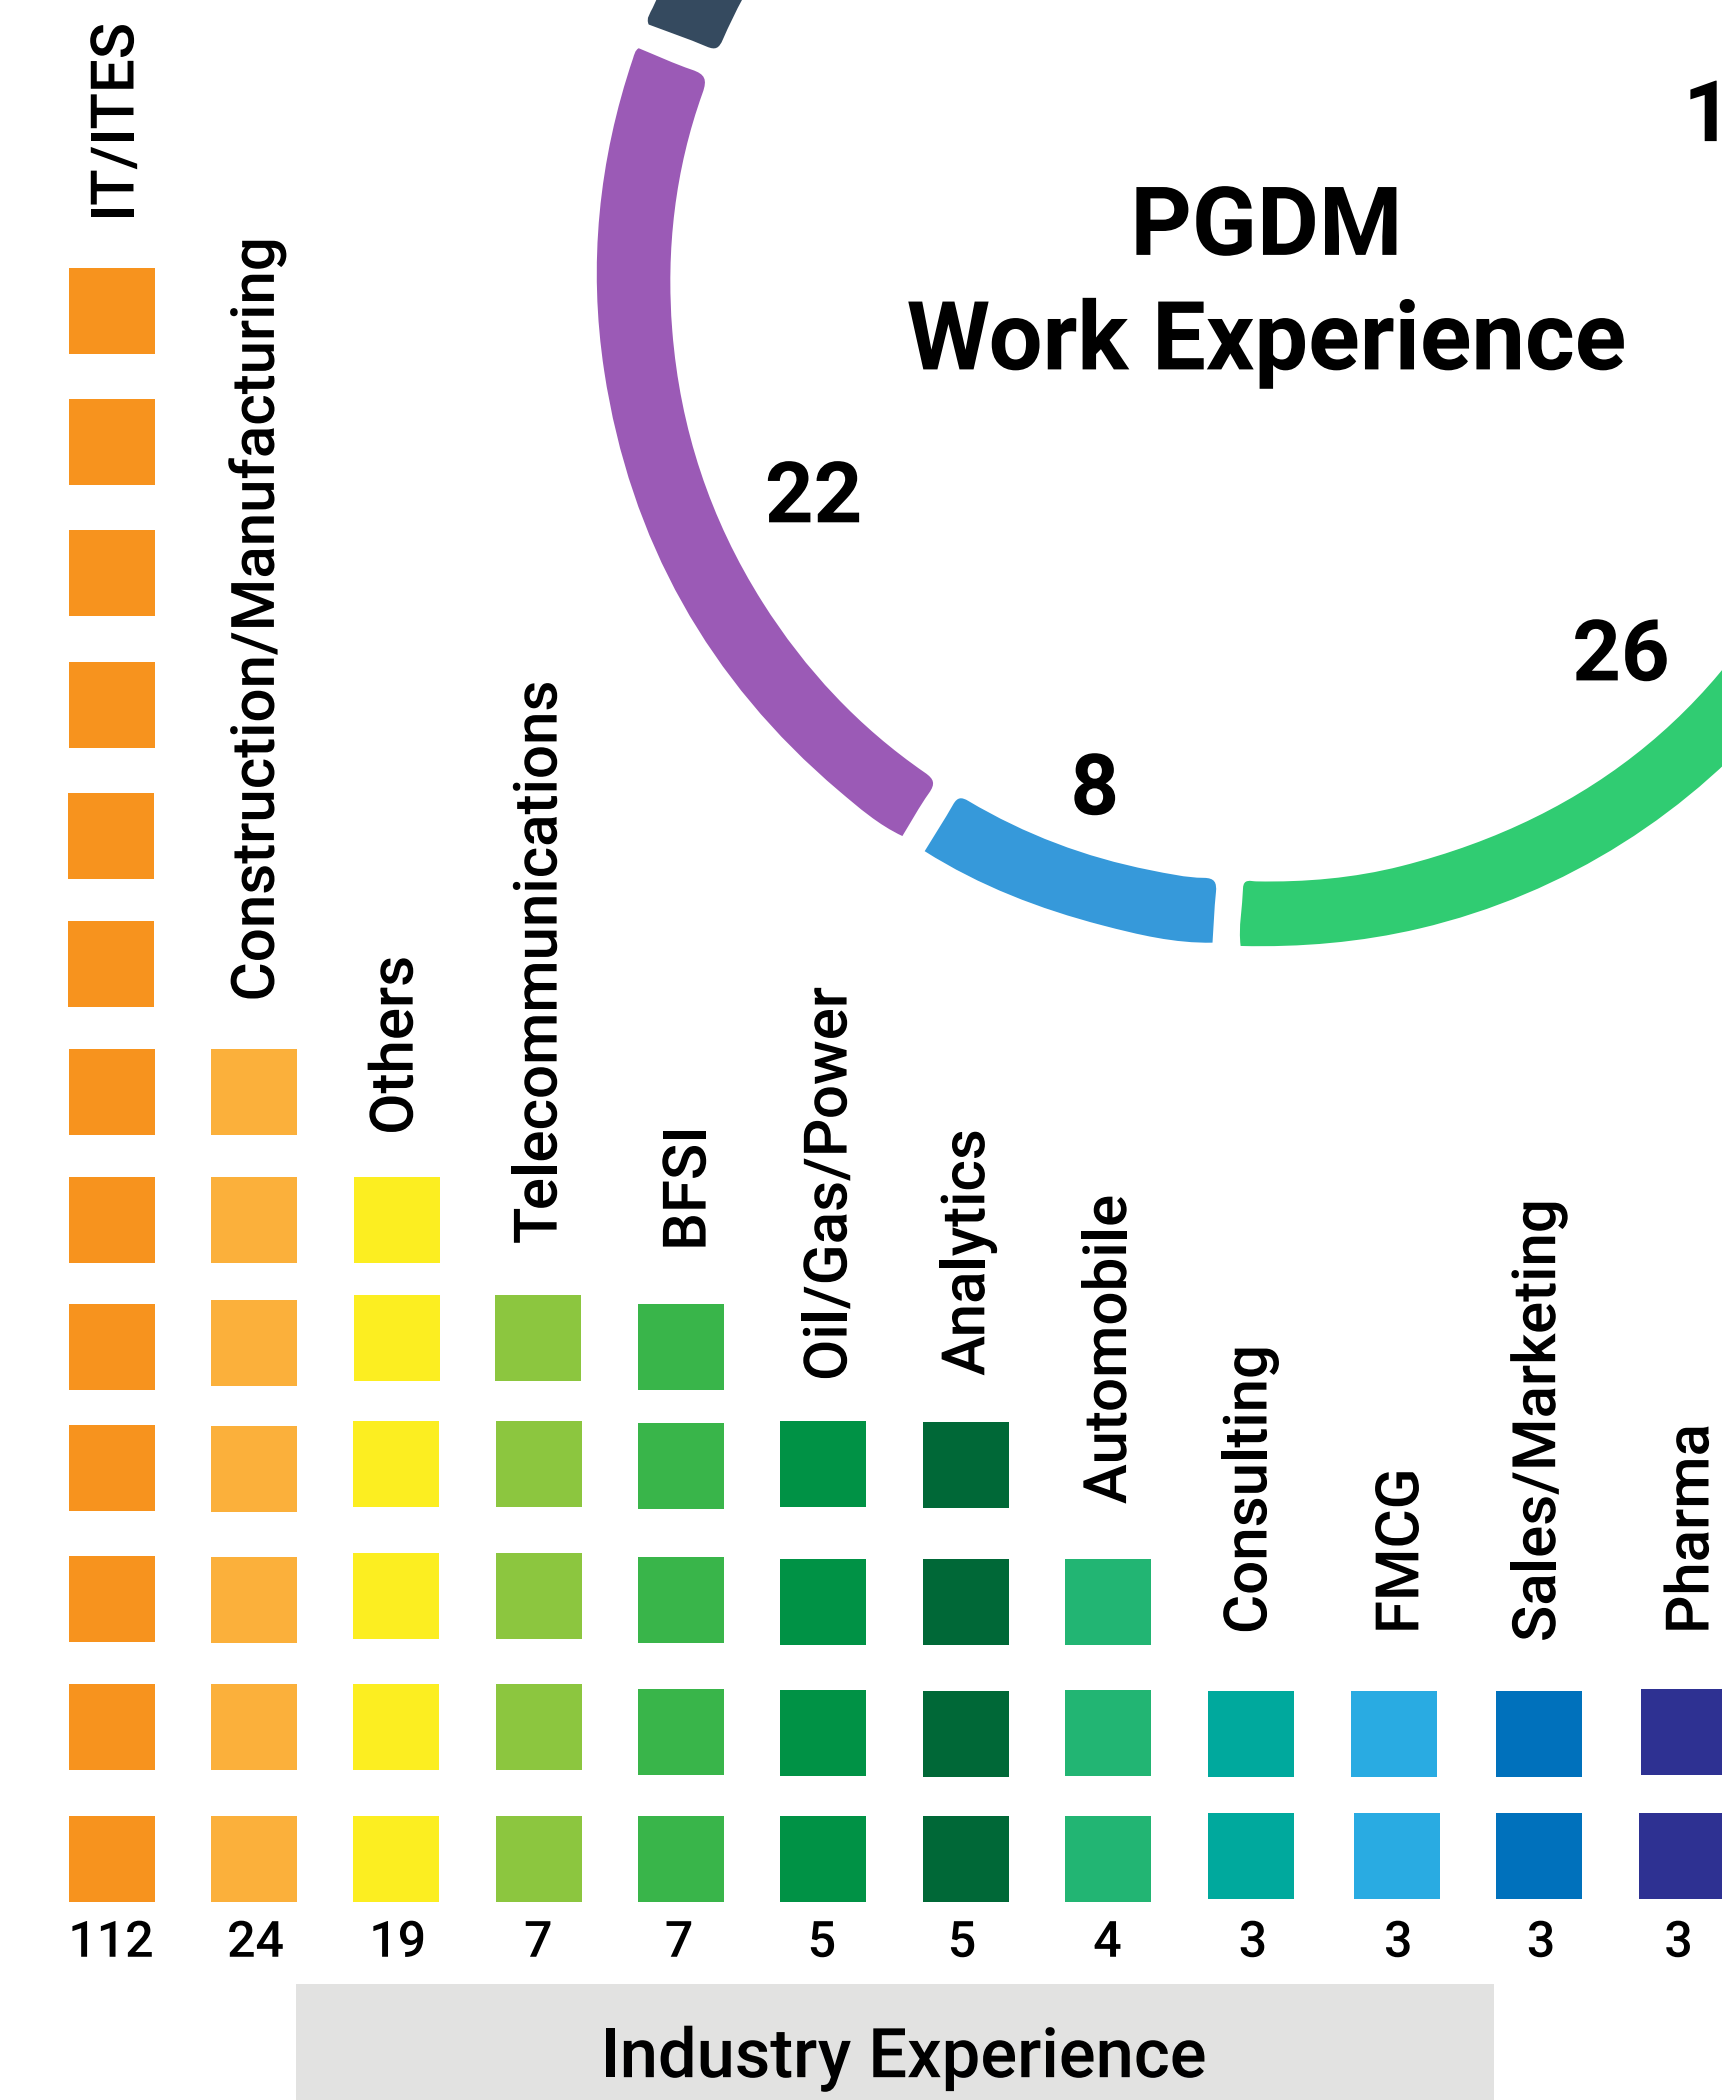 IT/ITES
Construction/Manufacturing
Others
Telecommunications
BFSI
Oil/Gas/Power
Analytics
Automobile
Consulting
FMCG
Sales/Marketing
Pharma
PGDM
Work Experience
1
22
26
8
112 24 19 7 7 5 5 4 3 3 3 3
Industry Experience